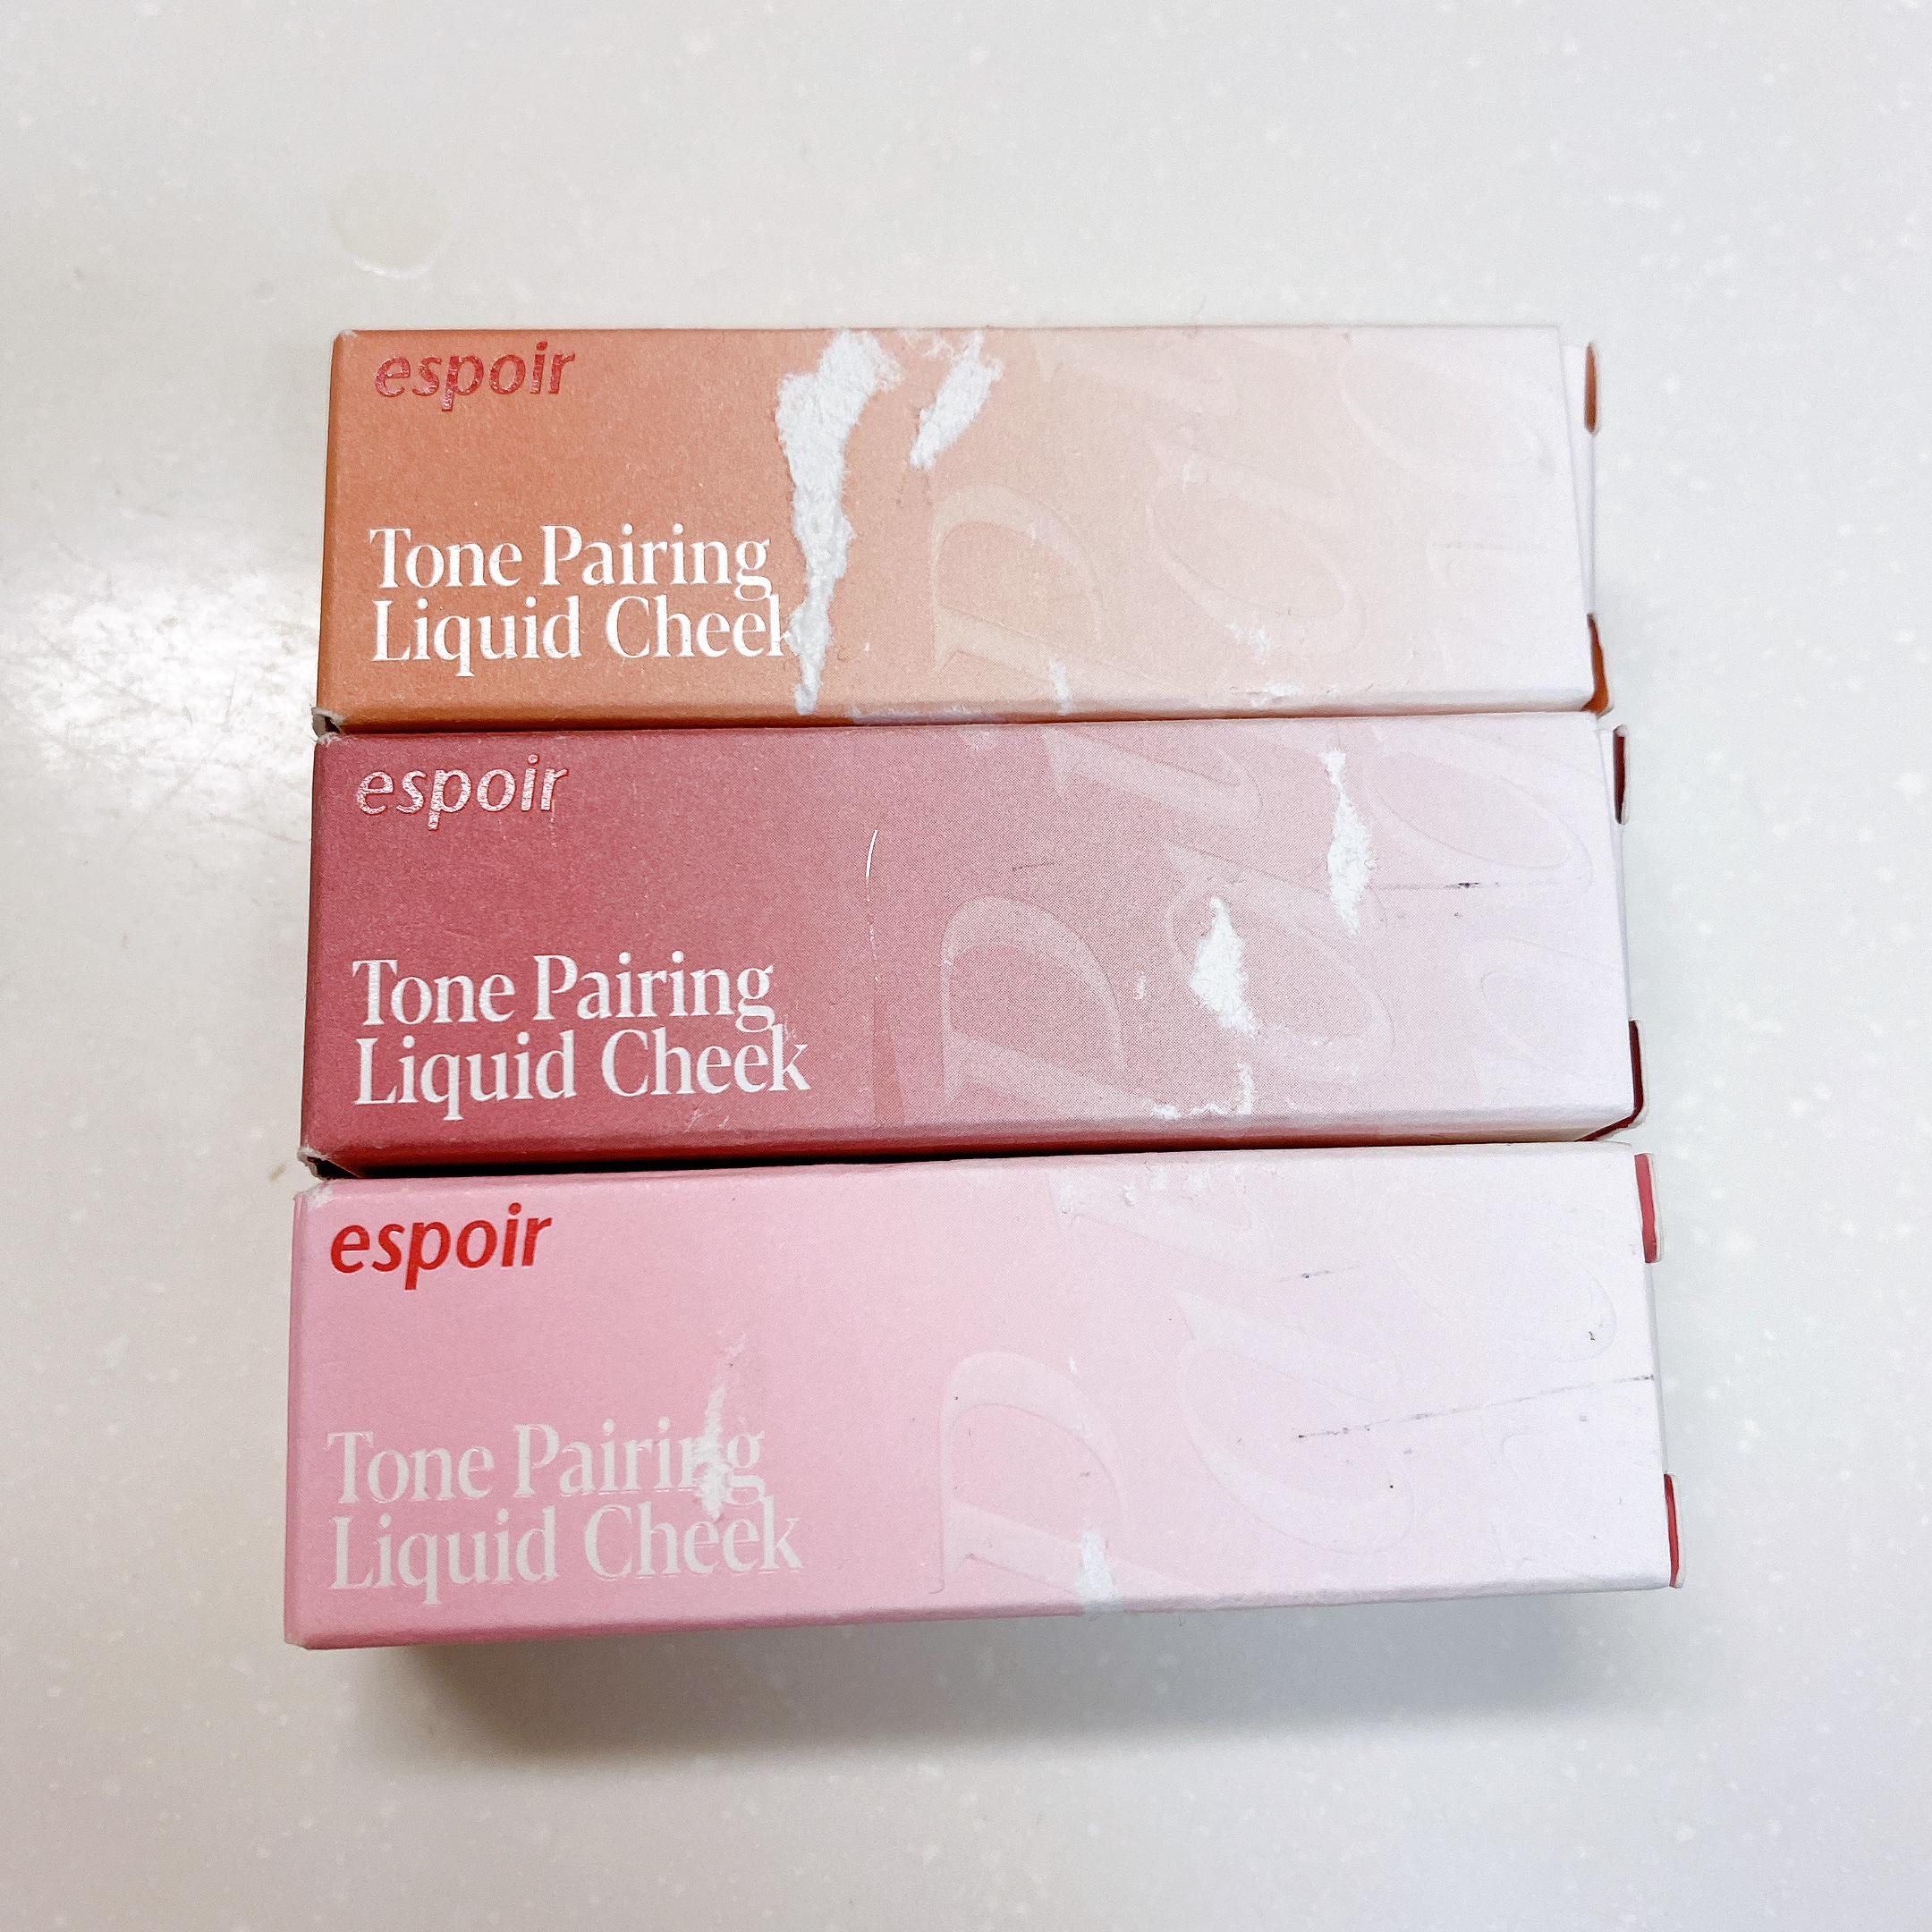 espoir
Tone Pairing
Liquid Cheek
espoir
Tone Pairing
Liquid Cheek
espoir
Tone Pairing
Liquid Cheek